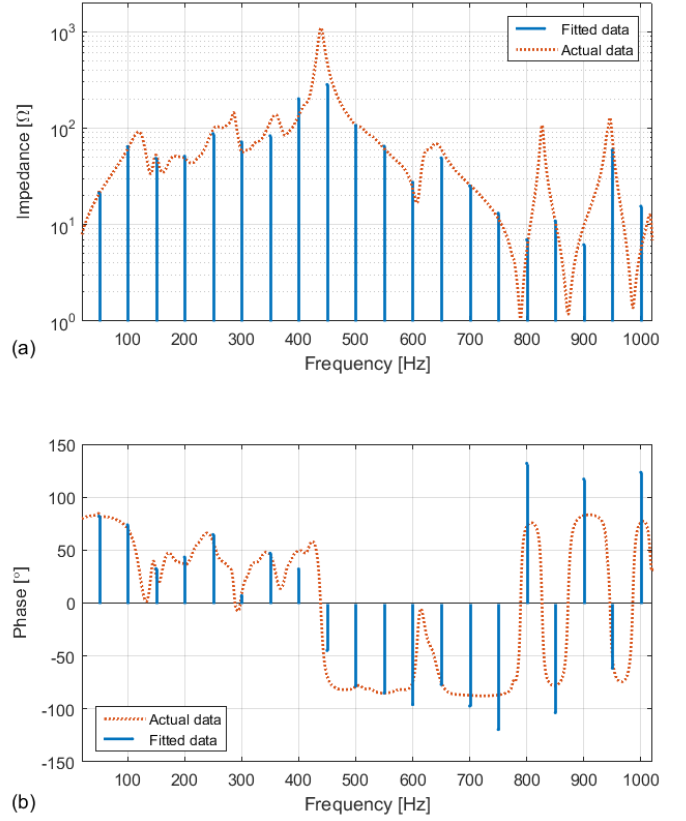 Impedance [Ω]
10³
10²
10¹
10⁰
Fitted data
Actual data
100 200 300 400 500 600 700 800 900 1000
Frequency [Hz]
(a)
Phase [°]
150
100
50
0
-50
-100
-150
Actual data
Fitted data
100 200 300 400 500 600 700 800 900 1000
Frequency [Hz]
(b)